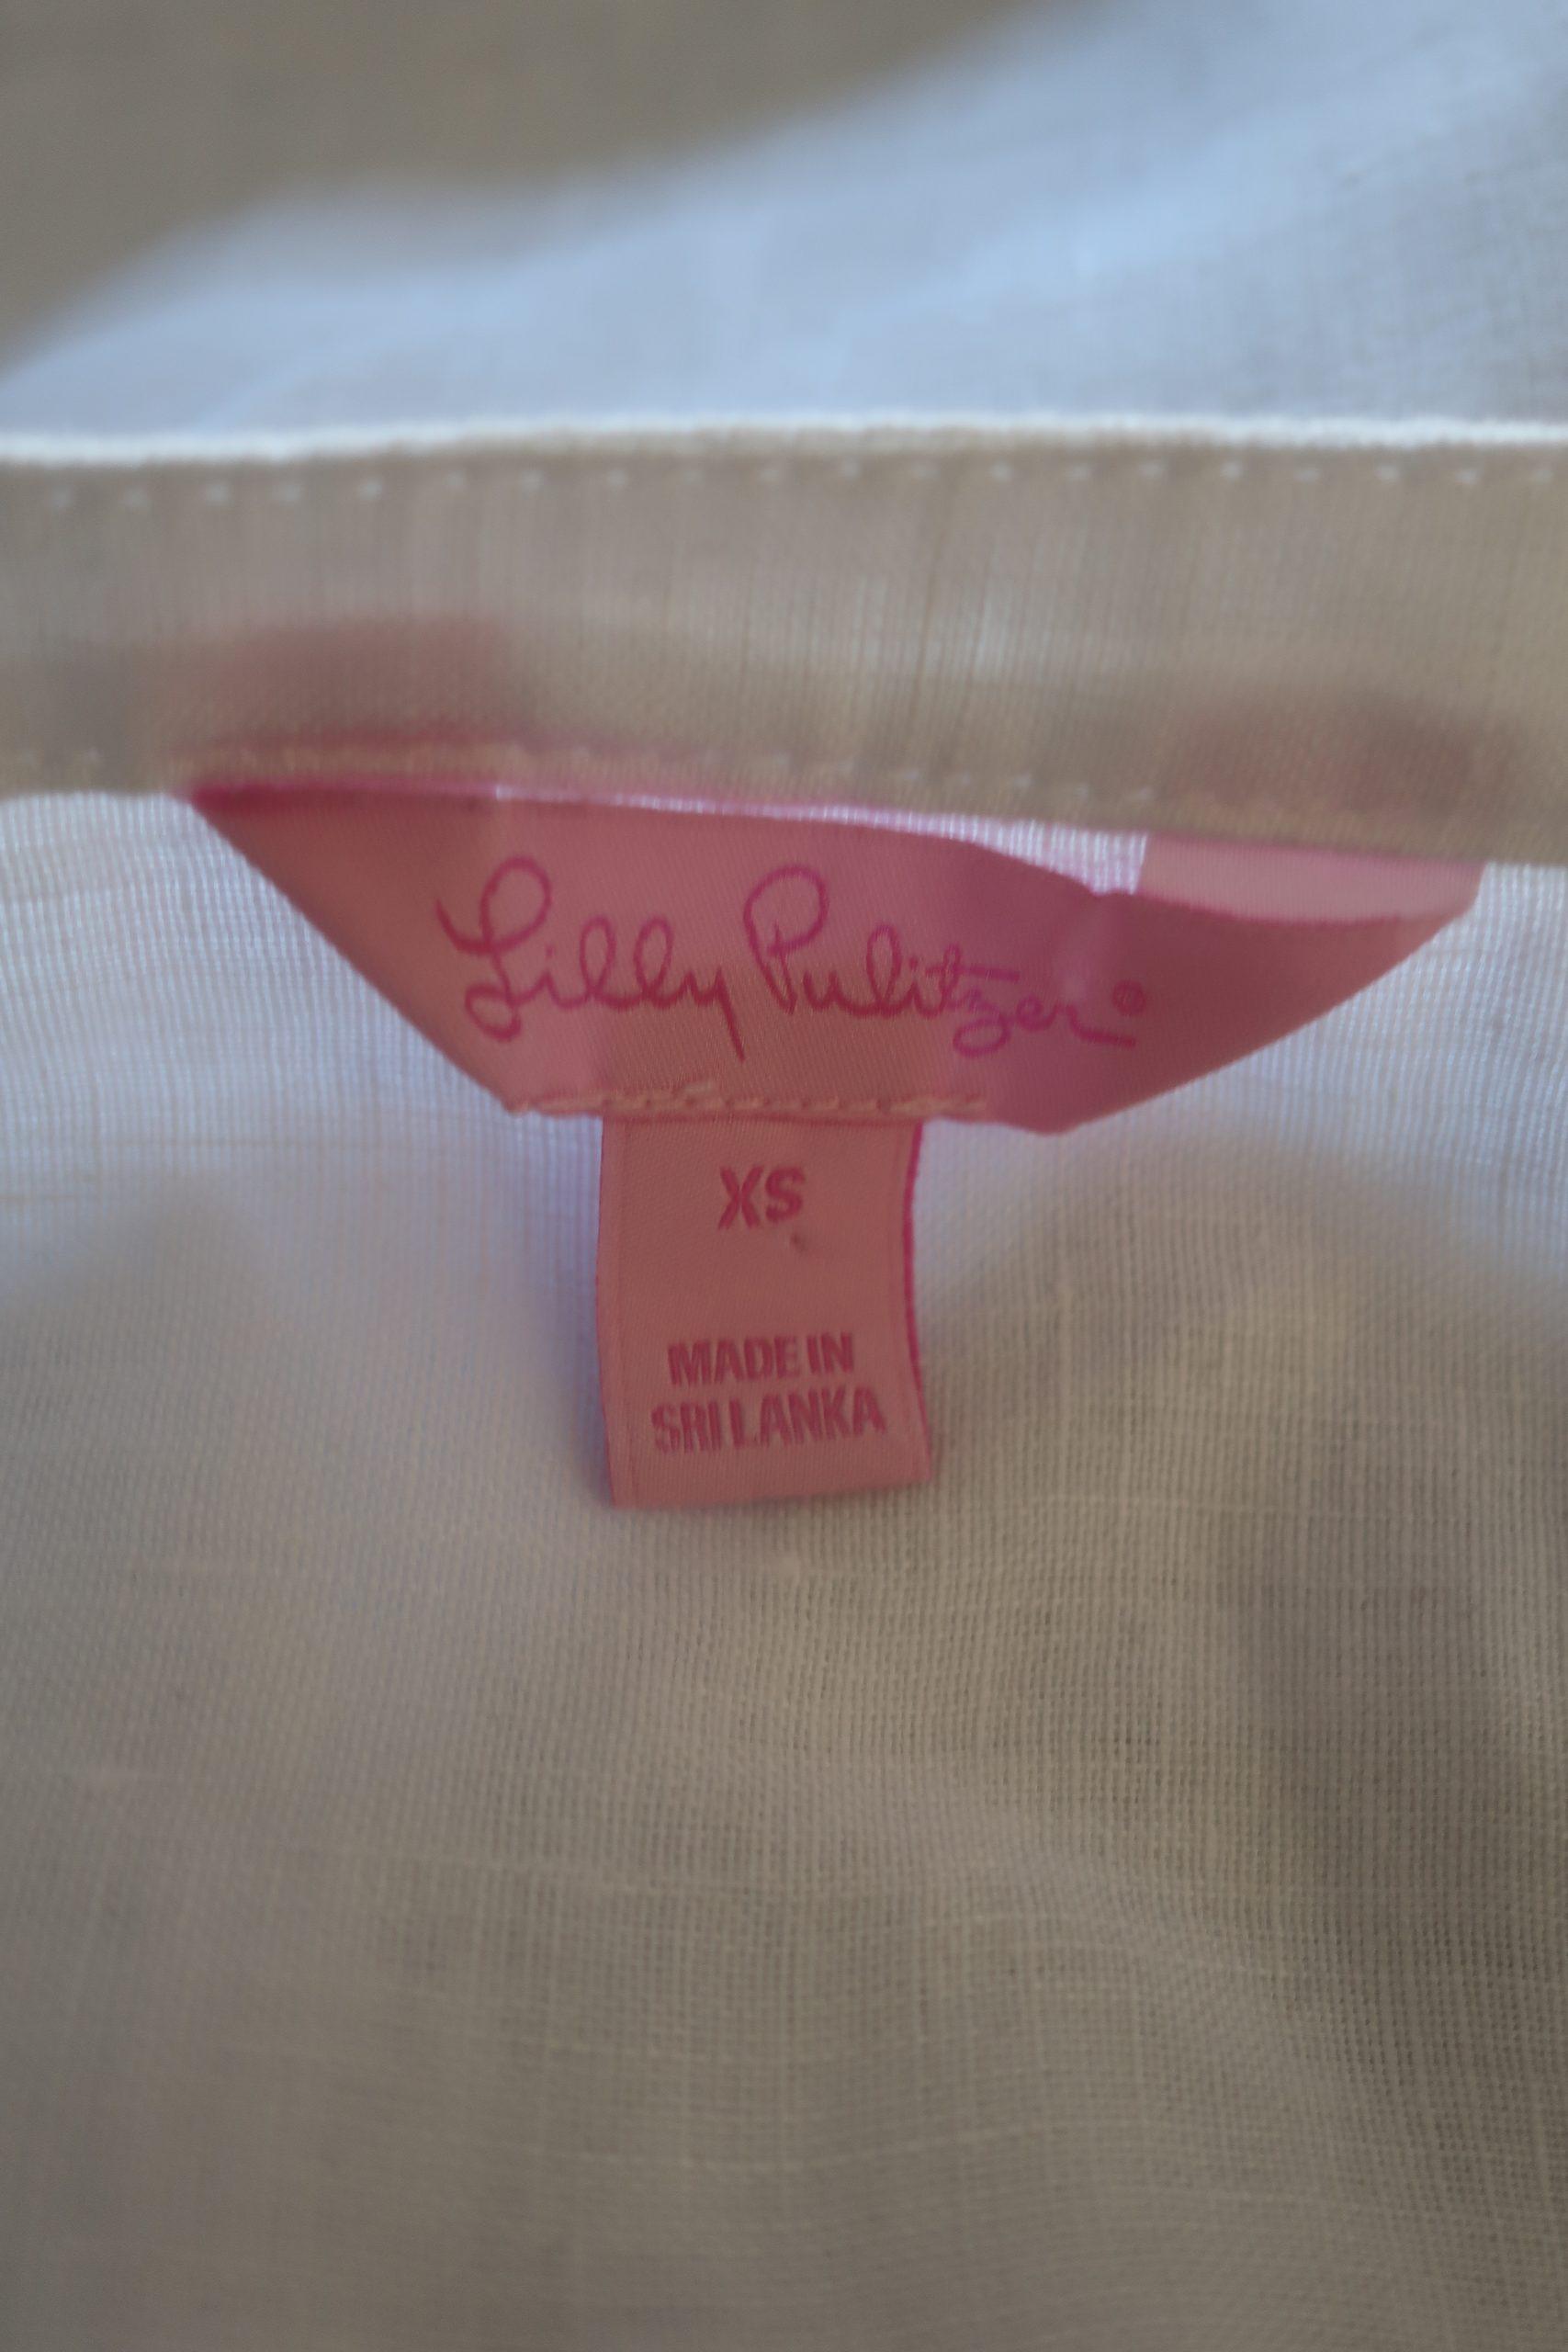 Lilly Pulitzer®
XS
MADE IN
SRI LANKA